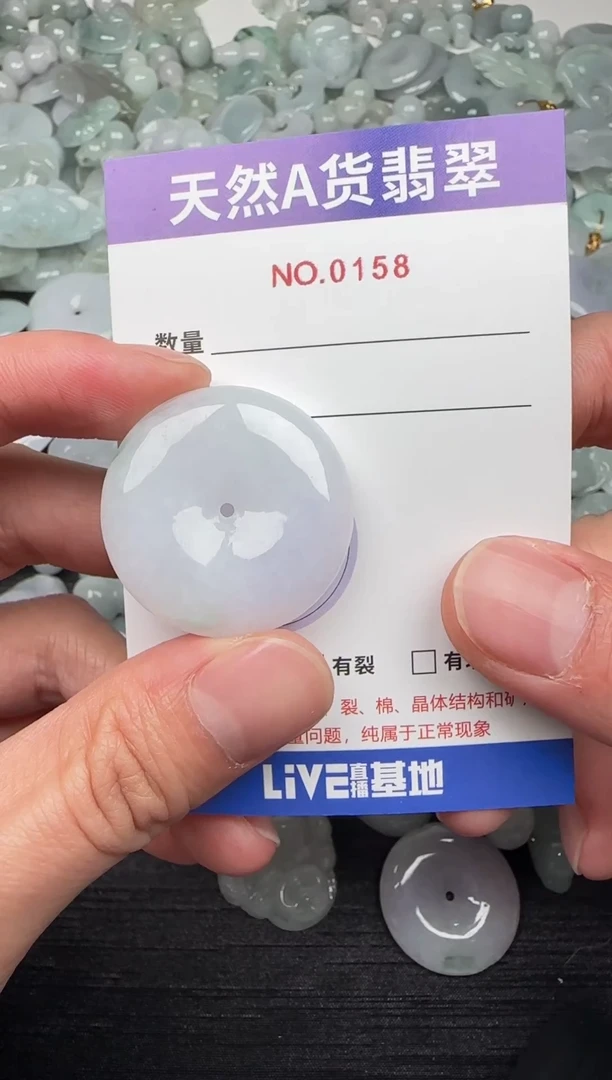 天然A货翡翠
NO.0158
数量
有裂 □有
裂、棉、晶体结构和矿
问题，纯属于正常现象
LiVE直播基地